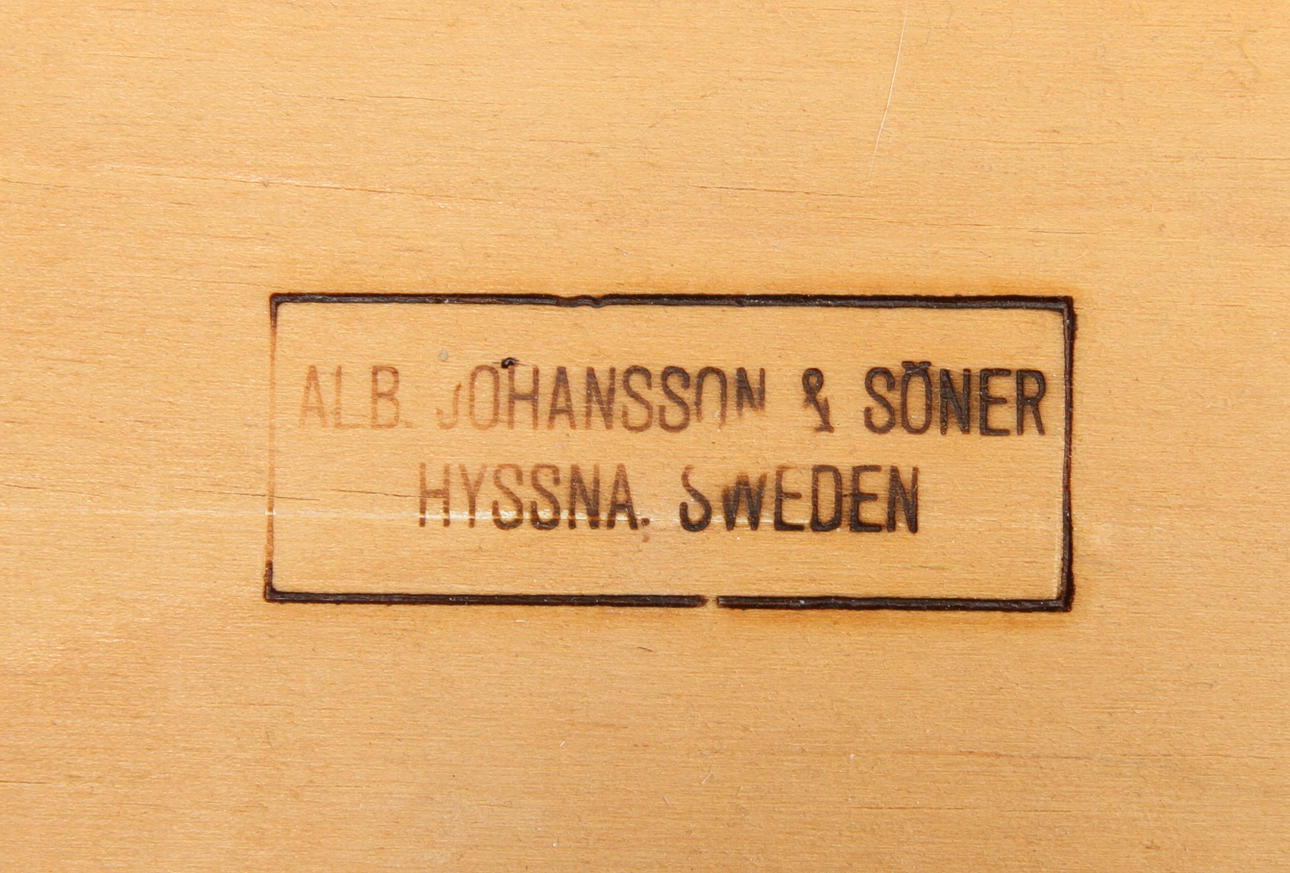 ALB. JOHANSSON & SÖNER
HYSSNA. SWEDEN